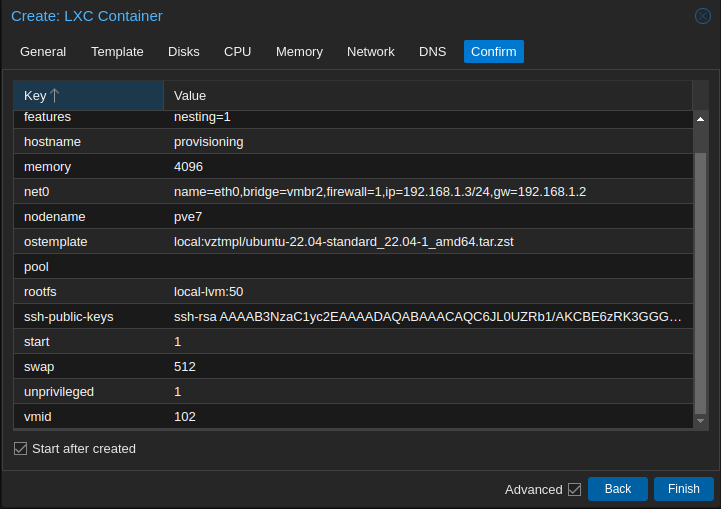 Create: LXC Container
General Template Disks CPU Memory Network DNS Confirm
Key Value
features nesting=1
hostname provisioning
memory 4096
net0 name=eth0,bridge=vmbr2,firewall=1,ip=192.168.1.3/24,gw=192.168.1.2
nodename pve7
ostemplate local:vztmpl/ubuntu-22.04-standard_22.04-1_amd64.tar.zst
pool
rootfs local-lvm:50
ssh-public-keys ssh-rsa AAAAB3NzaC1yc2EAAAADAQABAAACAQC6JL0UZRb1/AKCBE6zRK3GGG…
start 1
swap 512
unprivileged 1
vmid 102
Start after created
Advanced Back Finish